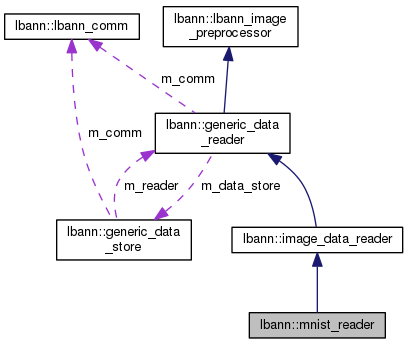 lbann::lbann_comm
lbann::lbann_image
_preprocessor
m_comm
lbann::generic_data
_reader
m_comm
m_reader
m_data_store
lbann::generic_data
_store
lbann::image_data_reader
lbann::mnist_reader